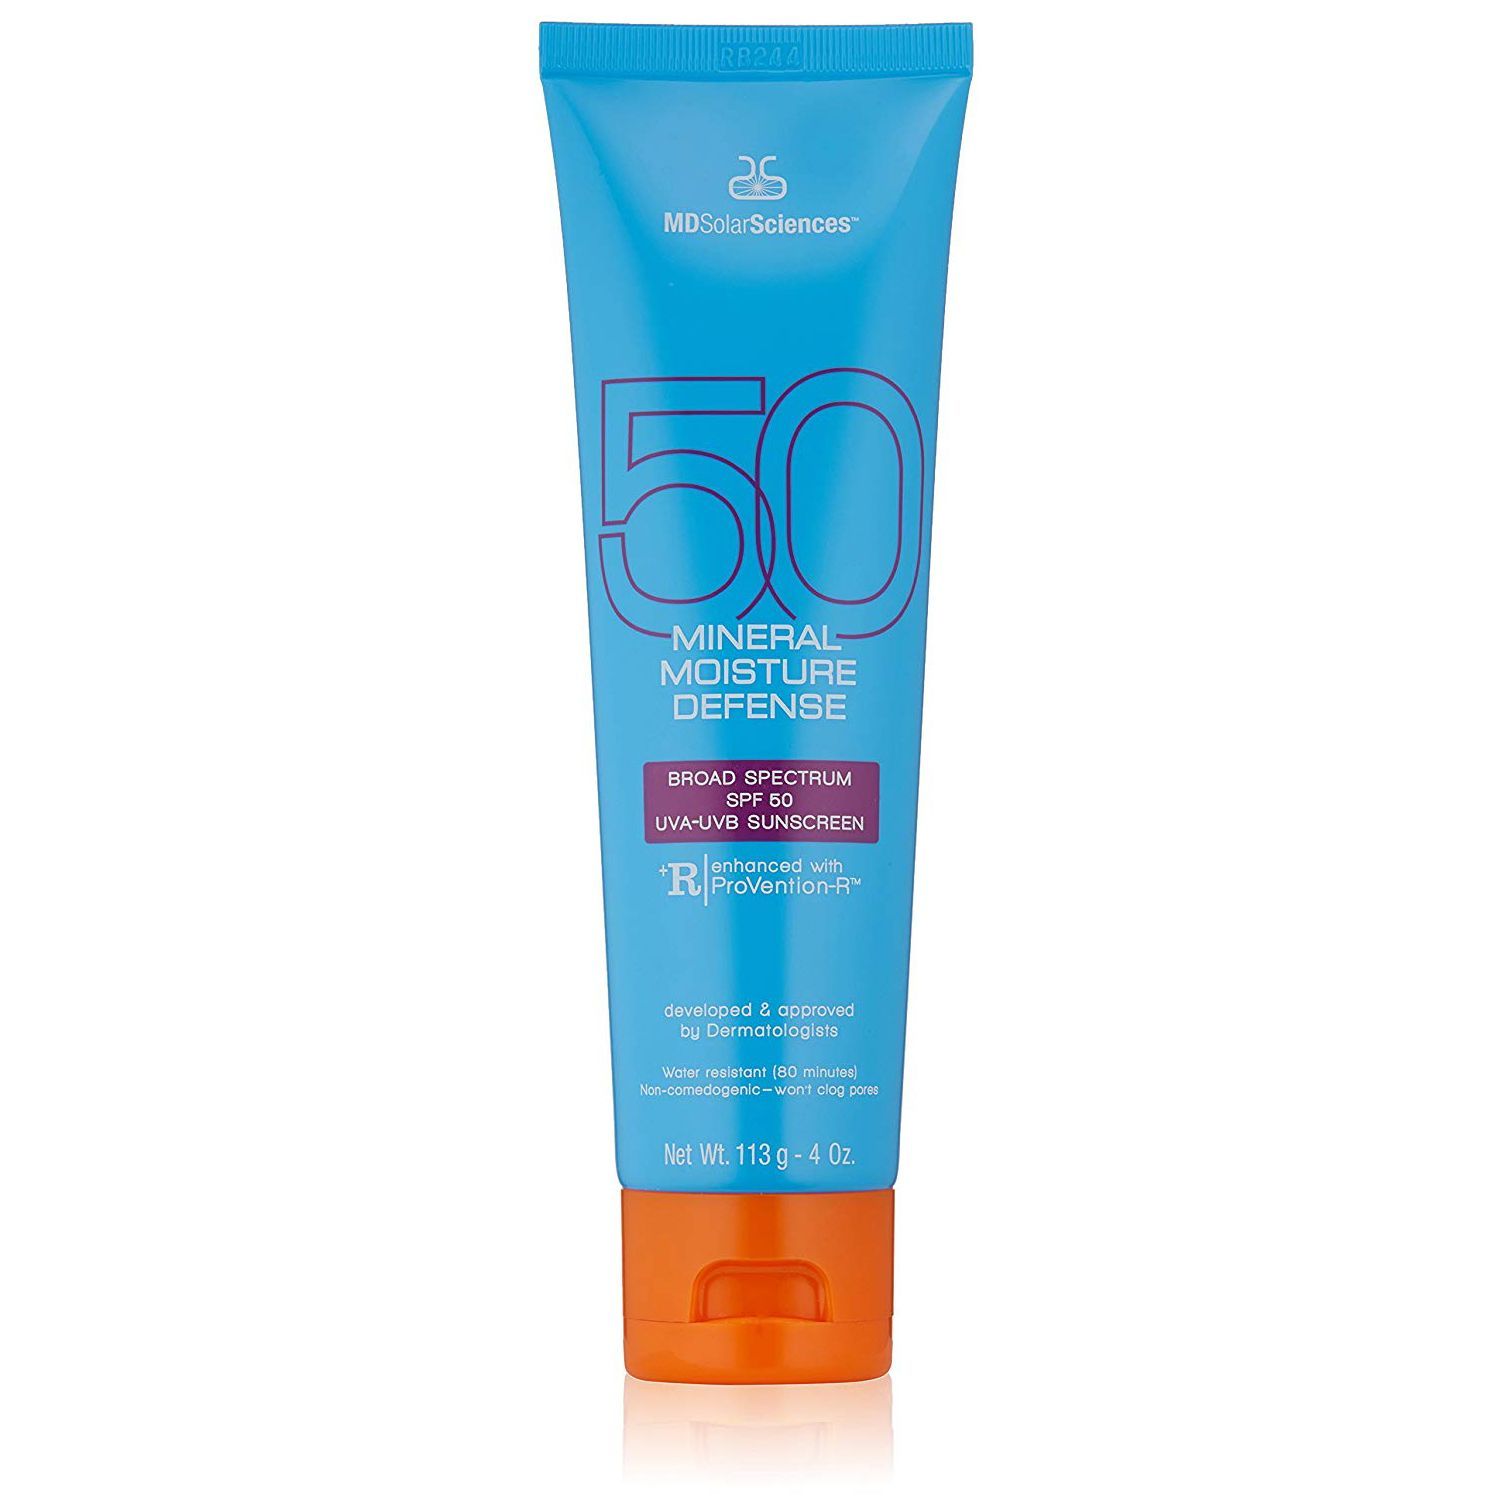 RB244
MDSolarSciences™
50
MINERAL
MOISTURE
DEFENSE
BROAD SPECTRUM
SPF 50
UVA-UVB SUNSCREEN
+R enhanced with
ProVention-R™
developed & approved
by Dermatologists
Water resistant (80 minutes)
Non-comedogenic—won't clog pores
Net Wt. 113 g - 4 Oz.